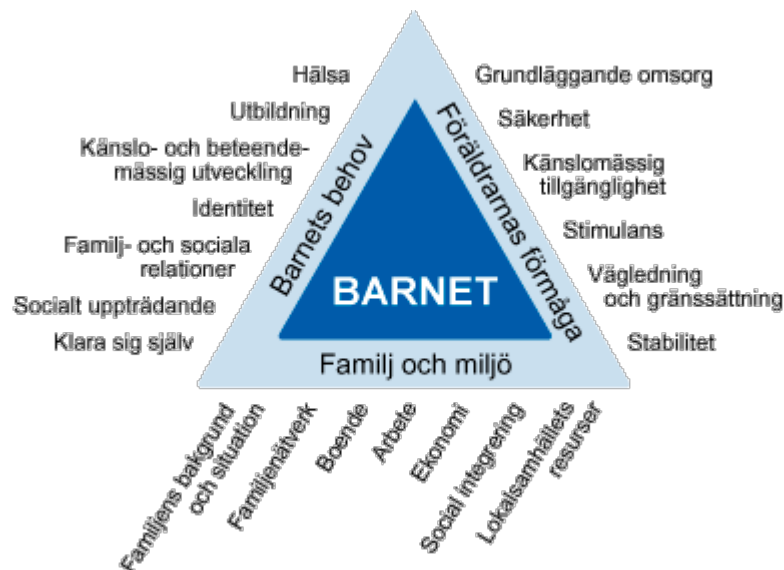 Hälsa
Utbildning
Känslo- och beteende-
mässig utveckling
Identitet
Familj- och sociala
relationer
Socialt uppträdande
Klara sig själv
Barnets behov
BARNET
Föräldrarnas förmåga
Grundläggande omsorg
Säkerhet
Känslomässig
tillgänglighet
Stimulans
Vägledning
och gränssättning
Stabilitet
Familj och miljö
Familjens bakgrund
och situation
Familjenätverk
Boende
Arbete
Ekonomi
Social integrering
Lokalsamhällets
resurser